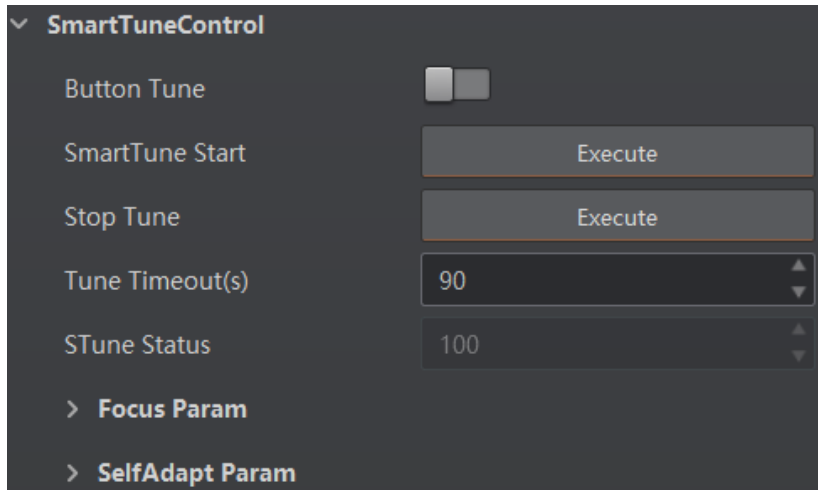 SmartTuneControl
Button Tune
SmartTune Start Execute
Stop Tune Execute
Tune Timeout(s) 90
STune Status 100
Focus Param
SelfAdapt Param